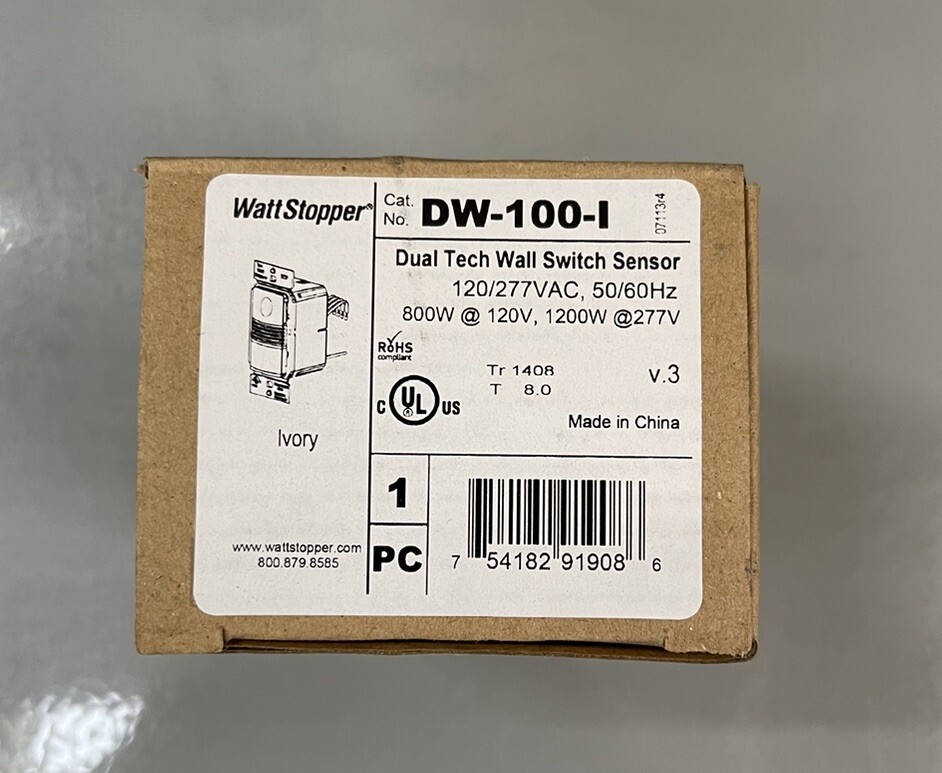 WattStopper®
Cat.
No. DW-100-I
07113r4
Dual Tech Wall Switch Sensor
120/277VAC, 50/60Hz
800W @ 120V, 1200W @277V
RoHS
compliant
Tr 1408
T 8.0
v.3
C UL US
Made in China
Ivory
1
PC
www.wattstopper.com
800.879.8585
7 54182 91908 6